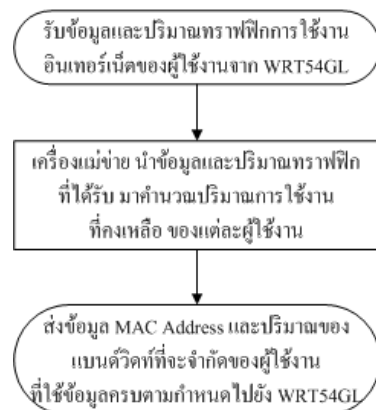 รับข้อมูลและปริมาณทราฟฟิกการใช้งาน
อินเทอร์เน็ตของผู้ใช้งานจาก WRT54GL
เครื่องแม่ข่าย นำข้อมูลและปริมาณทราฟฟิก
ที่ได้รับ มาคำนวณปริมาณการใช้งาน
ที่คงเหลือ ของแต่ละผู้ใช้งาน
ส่งข้อมูล MAC Address และปริมาณของ
แบนด์วิดท์ที่จะจำกัดของผู้ใช้งาน
ที่ใช้ข้อมูลครบตามกำหนดไปยัง WRT54GL